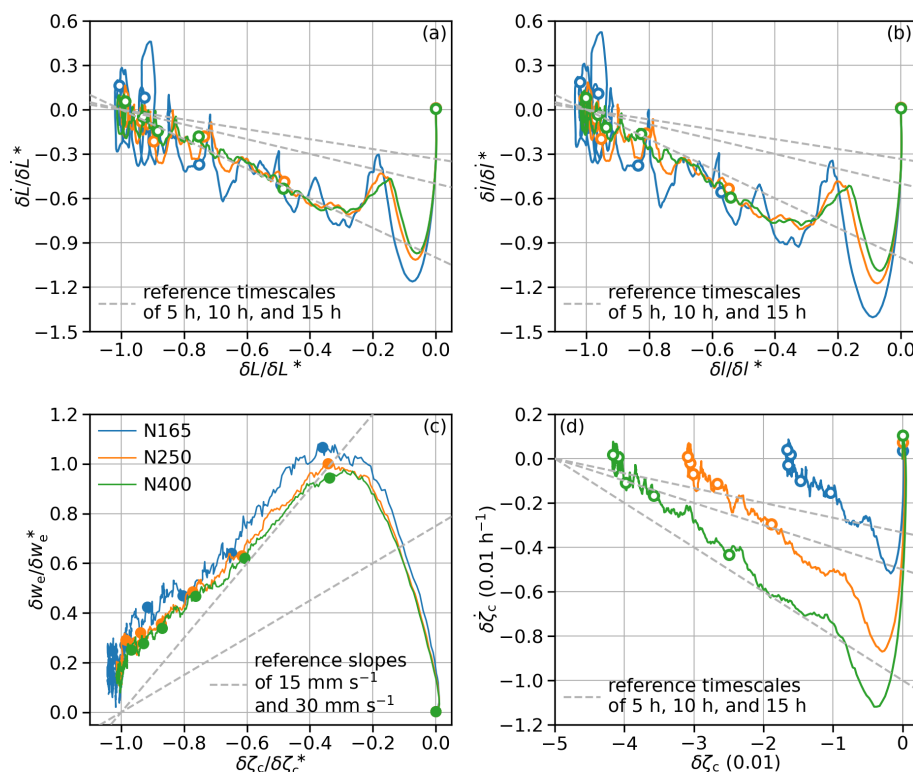 (a)
0.6
0.3
0.0
−0.3
−0.6
−0.9
−1.2
−1.5
δL̇/δL̇*
reference timescales
of 5 h, 10 h, and 15 h
−1.0 −0.8 −0.6 −0.4 −0.2 0.0
δL/δL*
(b)
0.6
0.3
0.0
−0.3
−0.6
−0.9
−1.2
−1.5
δl̇/δl̇*
reference timescales
of 5 h, 10 h, and 15 h
−1.0 −0.8 −0.6 −0.4 −0.2 0.0
δl/δl*
(c)
1.2
1.0
0.8
0.6
0.4
0.2
0.0
δwₑ/δwₑ*
N165
N250
N400
reference slopes
of 15 mm s⁻¹
and 30 mm s⁻¹
−1.0 −0.8 −0.6 −0.4 −0.2 0.0
δζc/δζc*
(d)
0.2
0.0
−0.2
−0.4
−0.6
−0.8
−1.0
−1.2
δζ̇c (0.01 h⁻¹)
reference timescales
of 5 h, 10 h, and 15 h
−5 −4 −3 −2 −1 0
δζc (0.01)